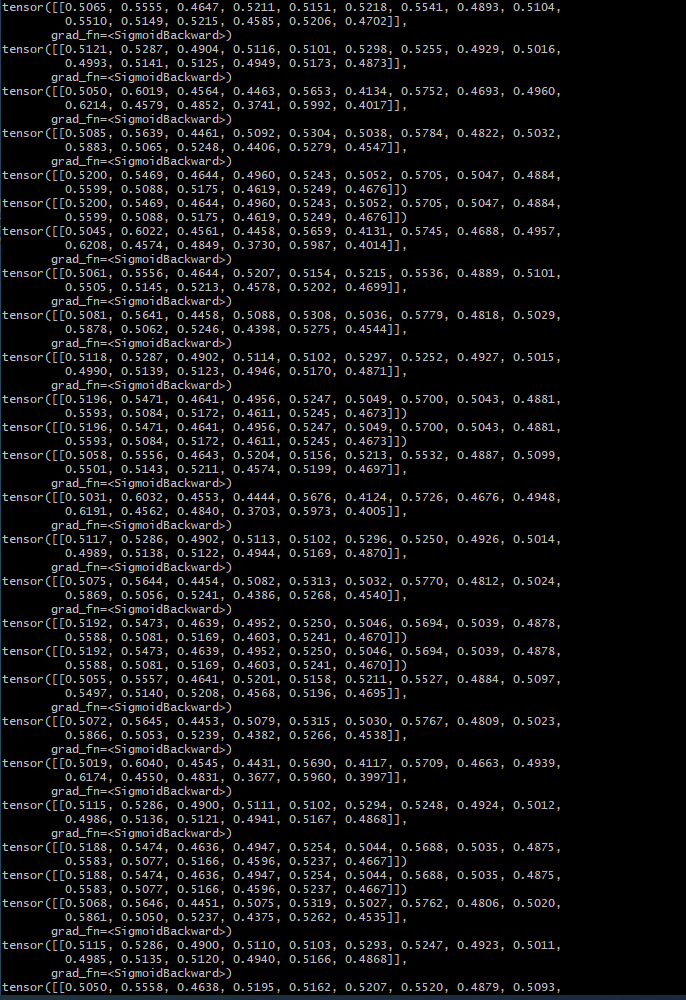 tensor([[0.5065, 0.5555, 0.4647, 0.5211, 0.5151, 0.5218, 0.5541, 0.4893, 0.5104,
0.5510, 0.5149, 0.5215, 0.4585, 0.5206, 0.4702]],
grad_fn=<SigmoidBackward>)
tensor([[0.5121, 0.5287, 0.4904, 0.5116, 0.5101, 0.5298, 0.5255, 0.4929, 0.5016,
0.4993, 0.5141, 0.5125, 0.4949, 0.5173, 0.4873]],
grad_fn=<SigmoidBackward>)
tensor([[0.5050, 0.6019, 0.4564, 0.4463, 0.5653, 0.4134, 0.5752, 0.4693, 0.4960,
0.6214, 0.4579, 0.4852, 0.3741, 0.5992, 0.4017]],
grad_fn=<SigmoidBackward>)
tensor([[0.5085, 0.5639, 0.4461, 0.5092, 0.5304, 0.5038, 0.5784, 0.4822, 0.5032,
0.5883, 0.5065, 0.5248, 0.4406, 0.5279, 0.4547]],
grad_fn=<SigmoidBackward>)
tensor([[0.5200, 0.5469, 0.4644, 0.4960, 0.5243, 0.5052, 0.5705, 0.5047, 0.4884,
0.5599, 0.5088, 0.5175, 0.4619, 0.5249, 0.4676]])
tensor([[0.5200, 0.5469, 0.4644, 0.4960, 0.5243, 0.5052, 0.5705, 0.5047, 0.4884,
0.5599, 0.5088, 0.5175, 0.4619, 0.5249, 0.4676]])
tensor([[0.5045, 0.6022, 0.4561, 0.4458, 0.5659, 0.4131, 0.5745, 0.4688, 0.4957,
0.6208, 0.4574, 0.4849, 0.3730, 0.5987, 0.4014]],
grad_fn=<SigmoidBackward>)
tensor([[0.5061, 0.5556, 0.4644, 0.5207, 0.5154, 0.5215, 0.5536, 0.4889, 0.5101,
0.5505, 0.5145, 0.5213, 0.4578, 0.5202, 0.4699]],
grad_fn=<SigmoidBackward>)
tensor([[0.5081, 0.5641, 0.4458, 0.5088, 0.5308, 0.5036, 0.5779, 0.4818, 0.5029,
0.5878, 0.5062, 0.5246, 0.4398, 0.5275, 0.4544]],
grad_fn=<SigmoidBackward>)
tensor([[0.5118, 0.5287, 0.4902, 0.5114, 0.5102, 0.5297, 0.5252, 0.4927, 0.5015,
0.4990, 0.5139, 0.5123, 0.4946, 0.5170, 0.4871]],
grad_fn=<SigmoidBackward>)
tensor([[0.5196, 0.5471, 0.4641, 0.4956, 0.5247, 0.5049, 0.5700, 0.5043, 0.4881,
0.5593, 0.5084, 0.5172, 0.4611, 0.5245, 0.4673]])
tensor([[0.5196, 0.5471, 0.4641, 0.4956, 0.5247, 0.5049, 0.5700, 0.5043, 0.4881,
0.5593, 0.5084, 0.5172, 0.4611, 0.5245, 0.4673]])
tensor([[0.5058, 0.5556, 0.4643, 0.5204, 0.5156, 0.5213, 0.5532, 0.4887, 0.5099,
0.5501, 0.5143, 0.5211, 0.4574, 0.5199, 0.4697]],
grad_fn=<SigmoidBackward>)
tensor([[0.5031, 0.6032, 0.4553, 0.4444, 0.5676, 0.4124, 0.5726, 0.4676, 0.4948,
0.6191, 0.4562, 0.4840, 0.3703, 0.5973, 0.4005]],
grad_fn=<SigmoidBackward>)
tensor([[0.5117, 0.5286, 0.4902, 0.5113, 0.5102, 0.5296, 0.5250, 0.4926, 0.5014,
0.4989, 0.5138, 0.5122, 0.4944, 0.5169, 0.4870]],
grad_fn=<SigmoidBackward>)
tensor([[0.5075, 0.5644, 0.4454, 0.5082, 0.5313, 0.5032, 0.5770, 0.4812, 0.5024,
0.5869, 0.5056, 0.5241, 0.4386, 0.5268, 0.4540]],
grad_fn=<SigmoidBackward>)
tensor([[0.5192, 0.5473, 0.4639, 0.4952, 0.5250, 0.5046, 0.5694, 0.5039, 0.4878,
0.5588, 0.5081, 0.5169, 0.4603, 0.5241, 0.4670]])
tensor([[0.5192, 0.5473, 0.4639, 0.4952, 0.5250, 0.5046, 0.5694, 0.5039, 0.4878,
0.5588, 0.5081, 0.5169, 0.4603, 0.5241, 0.4670]])
tensor([[0.5055, 0.5557, 0.4641, 0.5201, 0.5158, 0.5211, 0.5527, 0.4884, 0.5097,
0.5497, 0.5140, 0.5208, 0.4568, 0.5196, 0.4695]],
grad_fn=<SigmoidBackward>)
tensor([[0.5072, 0.5645, 0.4453, 0.5079, 0.5315, 0.5030, 0.5767, 0.4809, 0.5023,
0.5866, 0.5053, 0.5239, 0.4382, 0.5266, 0.4538]],
grad_fn=<SigmoidBackward>)
tensor([[0.5019, 0.6040, 0.4545, 0.4431, 0.5690, 0.4117, 0.5709, 0.4663, 0.4939,
0.6174, 0.4550, 0.4831, 0.3677, 0.5960, 0.3997]],
grad_fn=<SigmoidBackward>)
tensor([[0.5115, 0.5286, 0.4900, 0.5111, 0.5102, 0.5294, 0.5248, 0.4924, 0.5012,
0.4986, 0.5136, 0.5121, 0.4941, 0.5167, 0.4868]],
grad_fn=<SigmoidBackward>)
tensor([[0.5188, 0.5474, 0.4636, 0.4947, 0.5254, 0.5044, 0.5688, 0.5035, 0.4875,
0.5583, 0.5077, 0.5166, 0.4596, 0.5237, 0.4667]])
tensor([[0.5188, 0.5474, 0.4636, 0.4947, 0.5254, 0.5044, 0.5688, 0.5035, 0.4875,
0.5583, 0.5077, 0.5166, 0.4596, 0.5237, 0.4667]])
tensor([[0.5068, 0.5646, 0.4451, 0.5075, 0.5319, 0.5027, 0.5762, 0.4806, 0.5020,
0.5861, 0.5050, 0.5237, 0.4375, 0.5262, 0.4535]],
grad_fn=<SigmoidBackward>)
tensor([[0.5115, 0.5286, 0.4900, 0.5110, 0.5103, 0.5293, 0.5247, 0.4923, 0.5011,
0.4985, 0.5135, 0.5120, 0.4940, 0.5166, 0.4868]],
grad_fn=<SigmoidBackward>)
tensor([[0.5050, 0.5558, 0.4638, 0.5195, 0.5162, 0.5207, 0.5520, 0.4879, 0.5093,